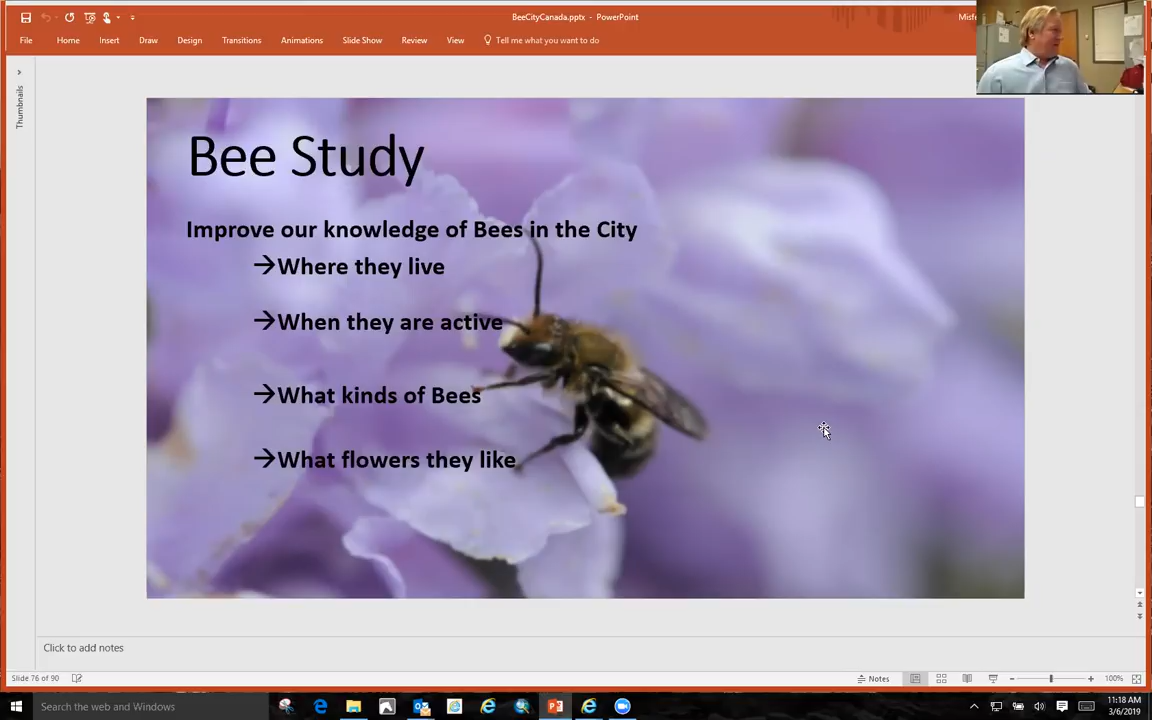 BeeCityCanada.pptx - PowerPoint
Misfe
File Home Insert Draw Design Transitions Animations Slide Show Review View Tell me what you want to do
Thumbnails
Bee Study
Improve our knowledge of Bees in the City
→Where they live
→When they are active
→What kinds of Bees
→What flowers they like
Click to add notes
Slide 76 of 90
Notes
100%
Search the web and Windows
11:18 AM
3/6/2019